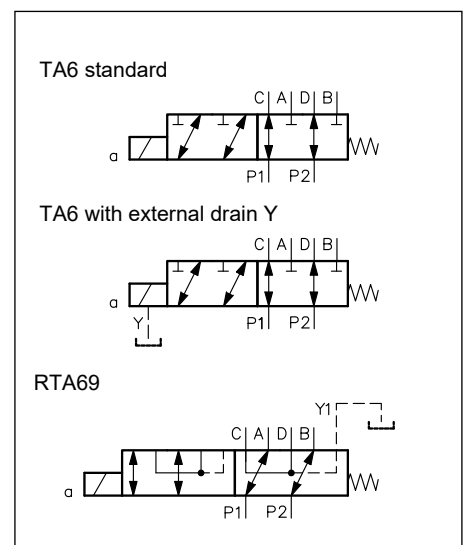 TA6 standard
C A D B
a
P1 P2
TA6 with external drain Y
C A D B
a
Y
P1 P2
RTA69
Y1
C A D B
a
P1 P2